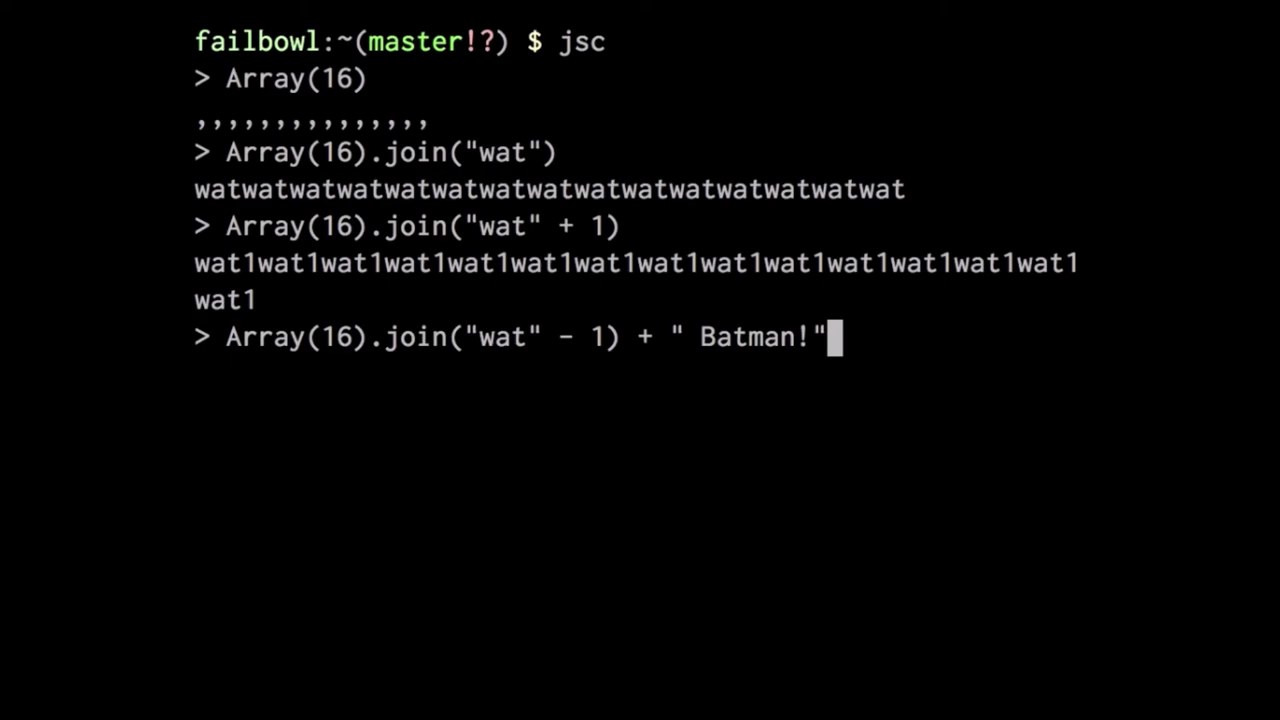 failbowl:~(master!?) $ jsc
> Array(16)
,,,,,,,,,,,,,,,
> Array(16).join("wat")
watwatwatwatwatwatwatwatwatwatwatwatwatwatwat
> Array(16).join("wat" + 1)
wat1wat1wat1wat1wat1wat1wat1wat1wat1wat1wat1wat1wat1wat1
wat1
> Array(16).join("wat" - 1) + " Batman!"